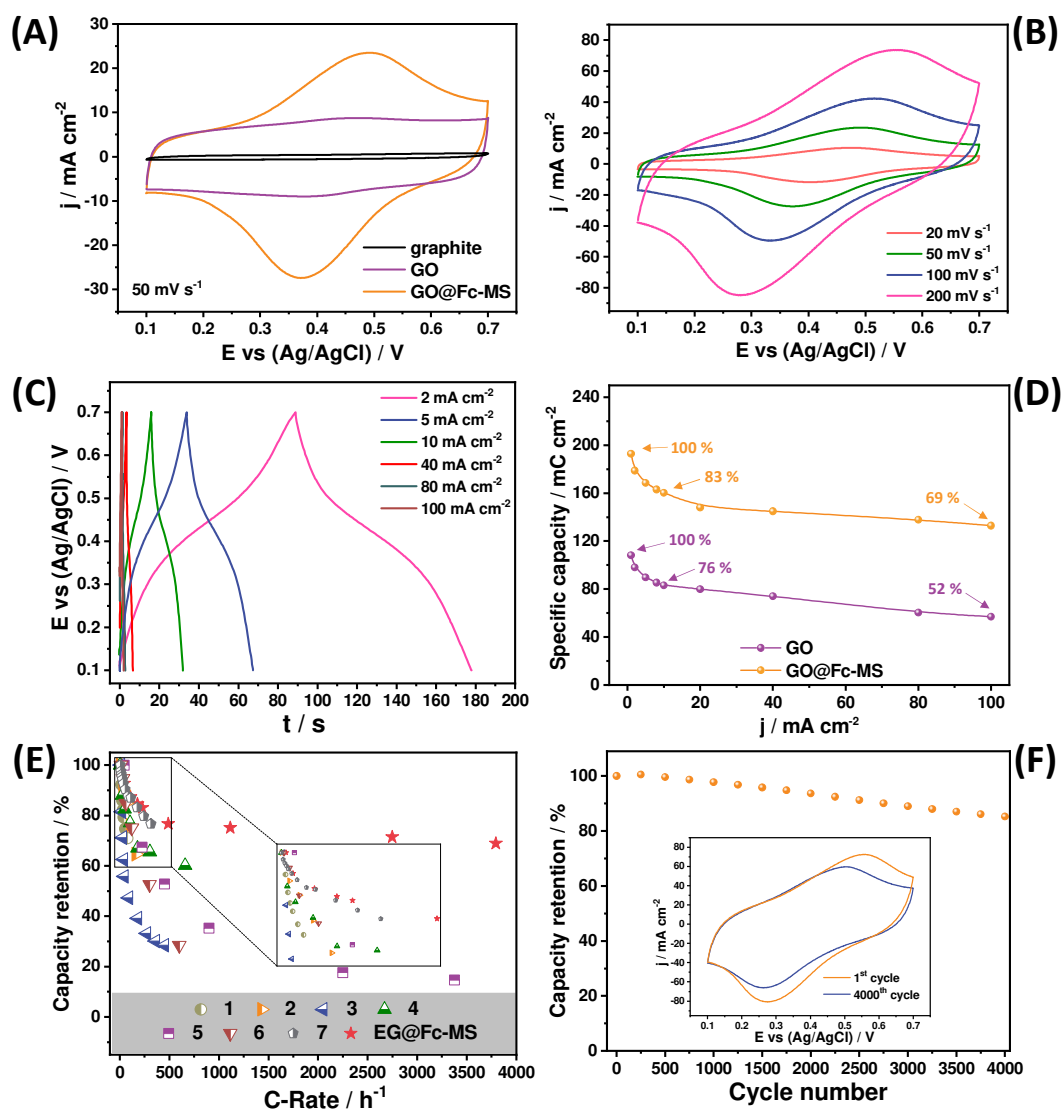 (A)
30
20
10
0
-10
-20
-30
j / mA cm⁻²
graphite
GO
GO@Fc-MS
50 mV s⁻¹
0.1 0.2 0.3 0.4 0.5 0.6 0.7
E vs (Ag/AgCl) / V
(B)
80
60
40
20
0
-20
-40
-60
-80
j / mA cm⁻²
20 mV s⁻¹
50 mV s⁻¹
100 mV s⁻¹
200 mV s⁻¹
0.1 0.2 0.3 0.4 0.5 0.6 0.7
E vs (Ag/AgCl) / V
(C)
0.7
0.6
0.5
0.4
0.3
0.2
0.1
E vs (Ag/AgCl) / V
2 mA cm⁻²
5 mA cm⁻²
10 mA cm⁻²
40 mA cm⁻²
80 mA cm⁻²
100 mA cm⁻²
0 20 40 60 80 100 120 140 160 180 200
t / s
(D)
240
200
160
120
80
40
0
Specific capacity / mC cm⁻²
100 %
83 %
69 %
100 %
76 %
52 %
GO
GO@Fc-MS
0 20 40 60 80 100
j / mA cm⁻²
(E)
100
80
60
40
20
0
Capacity retention / %
1 2 3 4
5 6 7 EG@Fc-MS
0 500 1000 1500 2000 2500 3000 3500 4000
C-Rate / h⁻¹
(F)
100
80
60
40
20
0
Capacity retention / %
80
60
40
20
0
-20
-40
-60
-80
j / mA cm⁻²
1ˢᵗ cycle
4000ᵗʰ cycle
0.1 0.2 0.3 0.4 0.5 0.6 0.7
E vs (Ag/AgCl) / V
0 500 1000 1500 2000 2500 3000 3500 4000
Cycle number